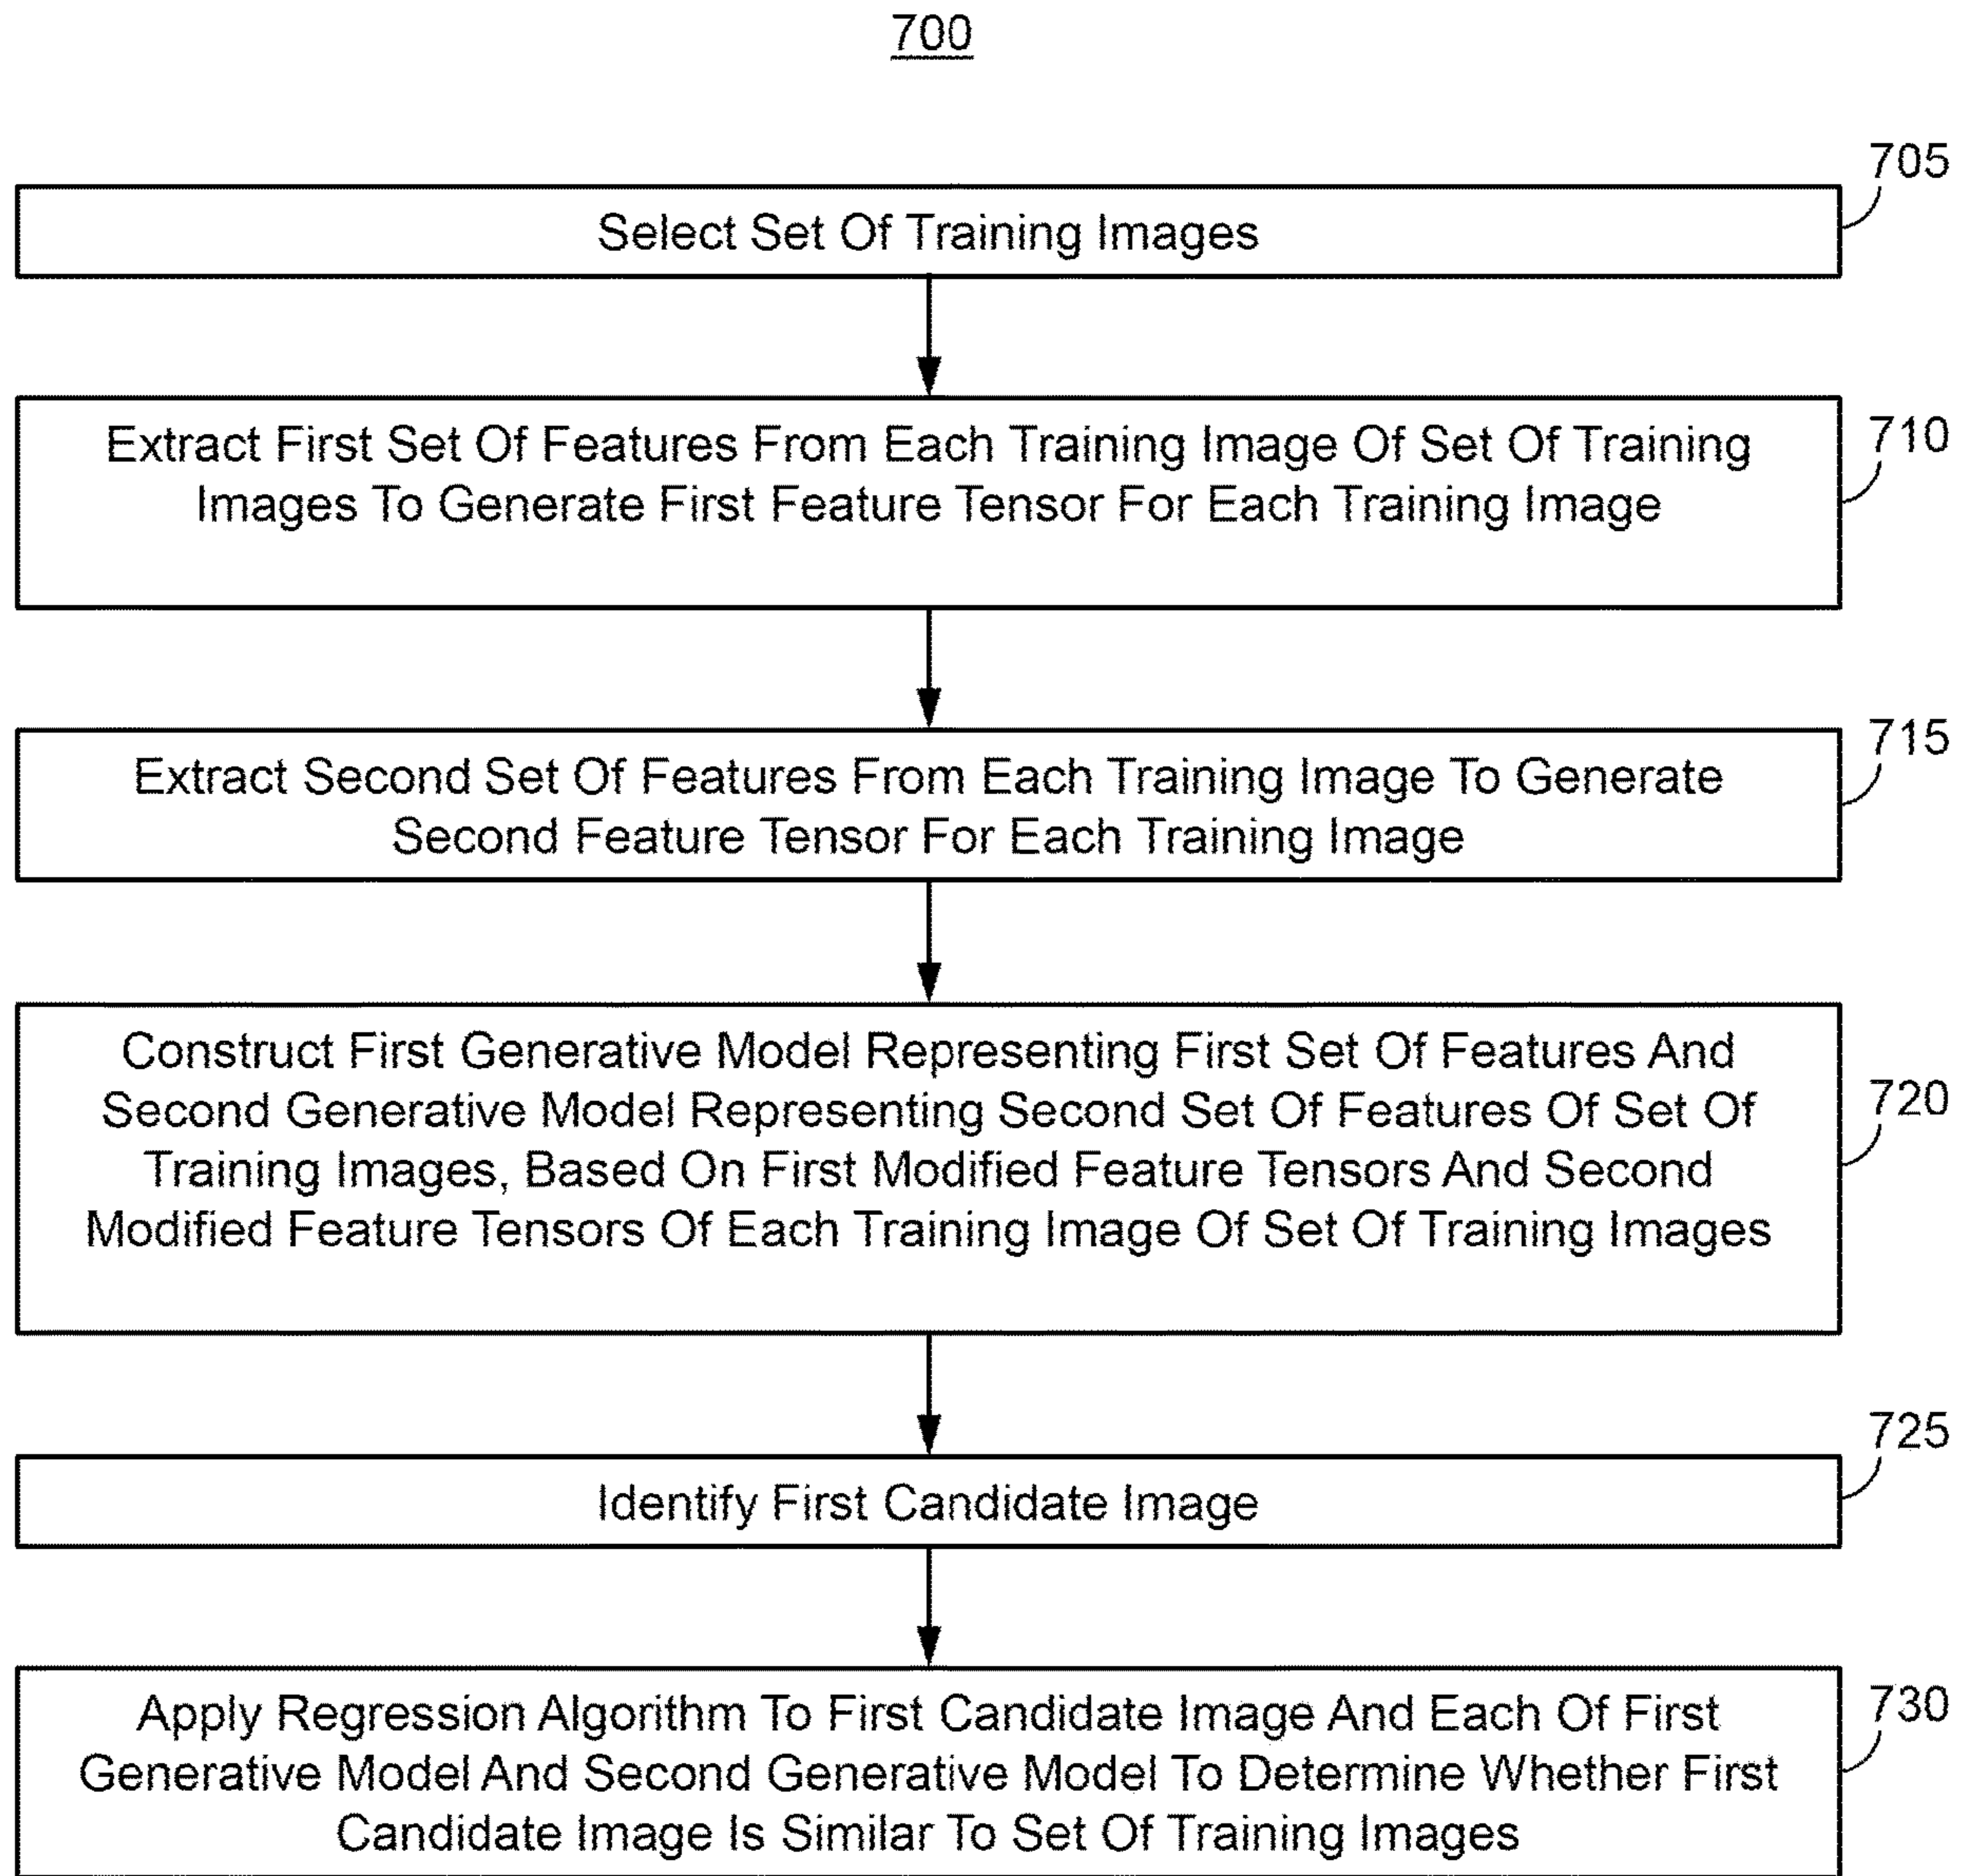 700
705
Select Set Of Training Images
710
Extract First Set Of Features From Each Training Image Of Set Of Training
Images To Generate First Feature Tensor For Each Training Image
715
Extract Second Set Of Features From Each Training Image To Generate
Second Feature Tensor For Each Training Image
Construct First Generative Model Representing First Set Of Features And
Second Generative Model Representing Second Set Of Features Of Set Of
720
Training Images, Based On First Modified Feature Tensors And Second
Modified Feature Tensors Of Each Training Image Of Set Of Training Images
725
Identify First Candidate Image
730
Apply Regression Algorithm To First Candidate Image And Each Of First
Generative Model And Second Generative Model To Determine Whether First
Candidate Image Is Similar To Set Of Training Images